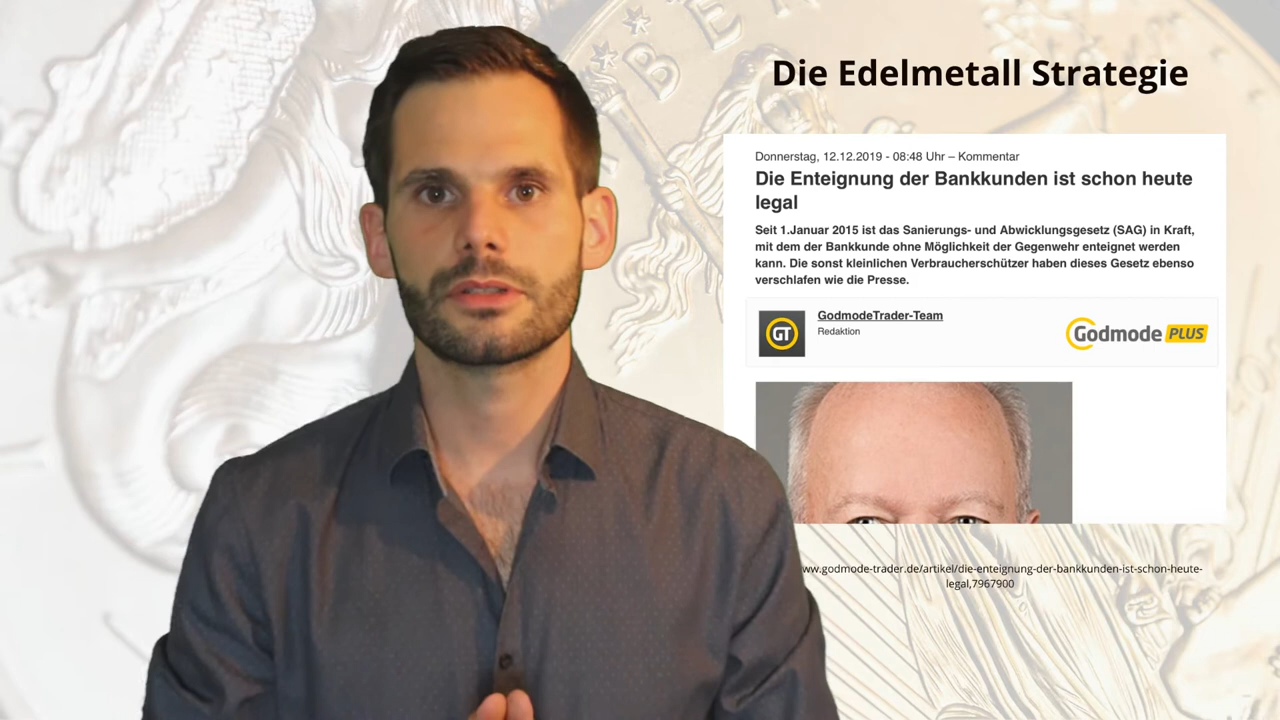 Die Edelmetall Strategie
Donnerstag, 12.12.2019 - 08:48 Uhr – Kommentar
Die Enteignung der Bankkunden ist schon heute
legal
Seit 1.Januar 2015 ist das Sanierungs- und Abwicklungsgesetz (SAG) in Kraft,
mit dem der Bankkunde ohne Möglichkeit der Gegenwehr enteignet werden
kann. Die sonst kleinlichen Verbraucherschützer haben dieses Gesetz ebenso
verschlafen wie die Presse.
GT
GodmodeTrader-Team
Redaktion
Godmode PLUS
ww.godmode-trader.de/artikel/die-enteignung-der-bankkunden-ist-schon-heute-
legal,7967900